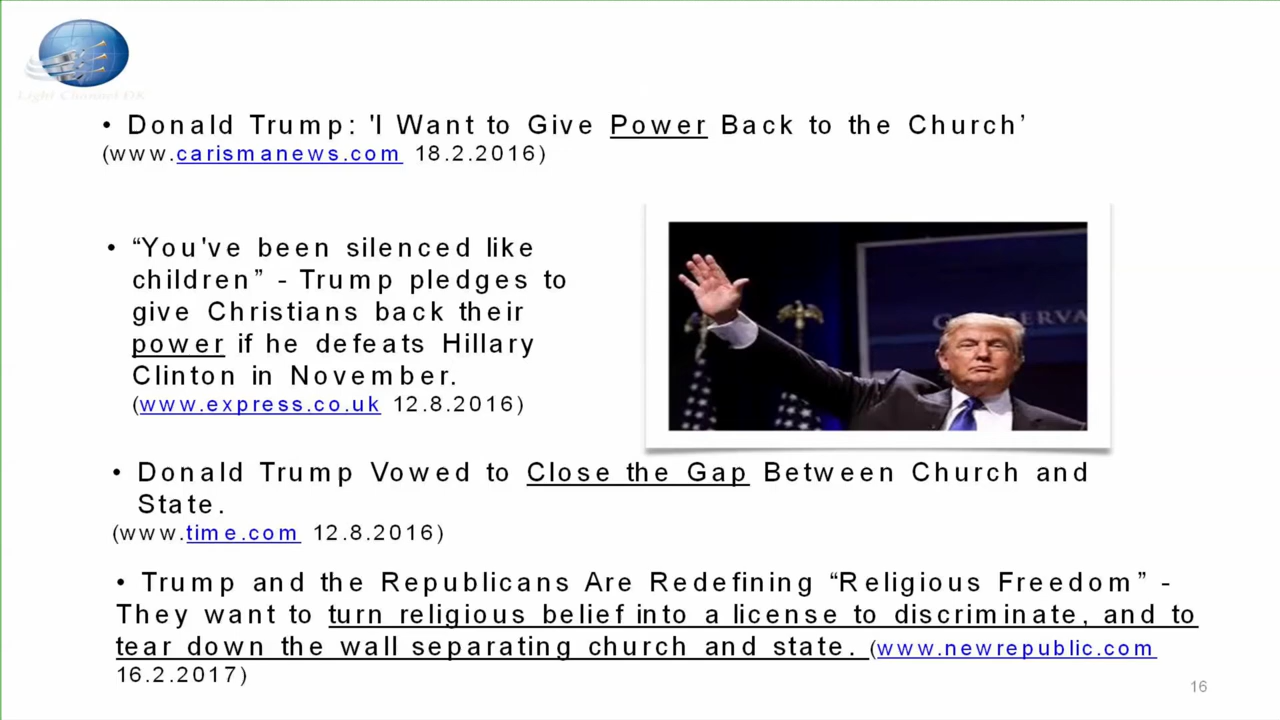 Light Channel DK
• Donald Trump: 'I Want to Give Power Back to the Church’
(www.carismanews.com 18.2.2016)
• “You've been silenced like
children” - Trump pledges to
give Christians back their
power if he defeats Hillary
Clinton in November.
(www.express.co.uk 12.8.2016)
• Donald Trump Vowed to Close the Gap Between Church and
State.
(www.time.com 12.8.2016)
• Trump and the Republicans Are Redefining “Religious Freedom” -
They want to turn religious belief into a license to discriminate, and to
tear down the wall separating church and state. (www.newrepublic.com
16.2.2017)
16